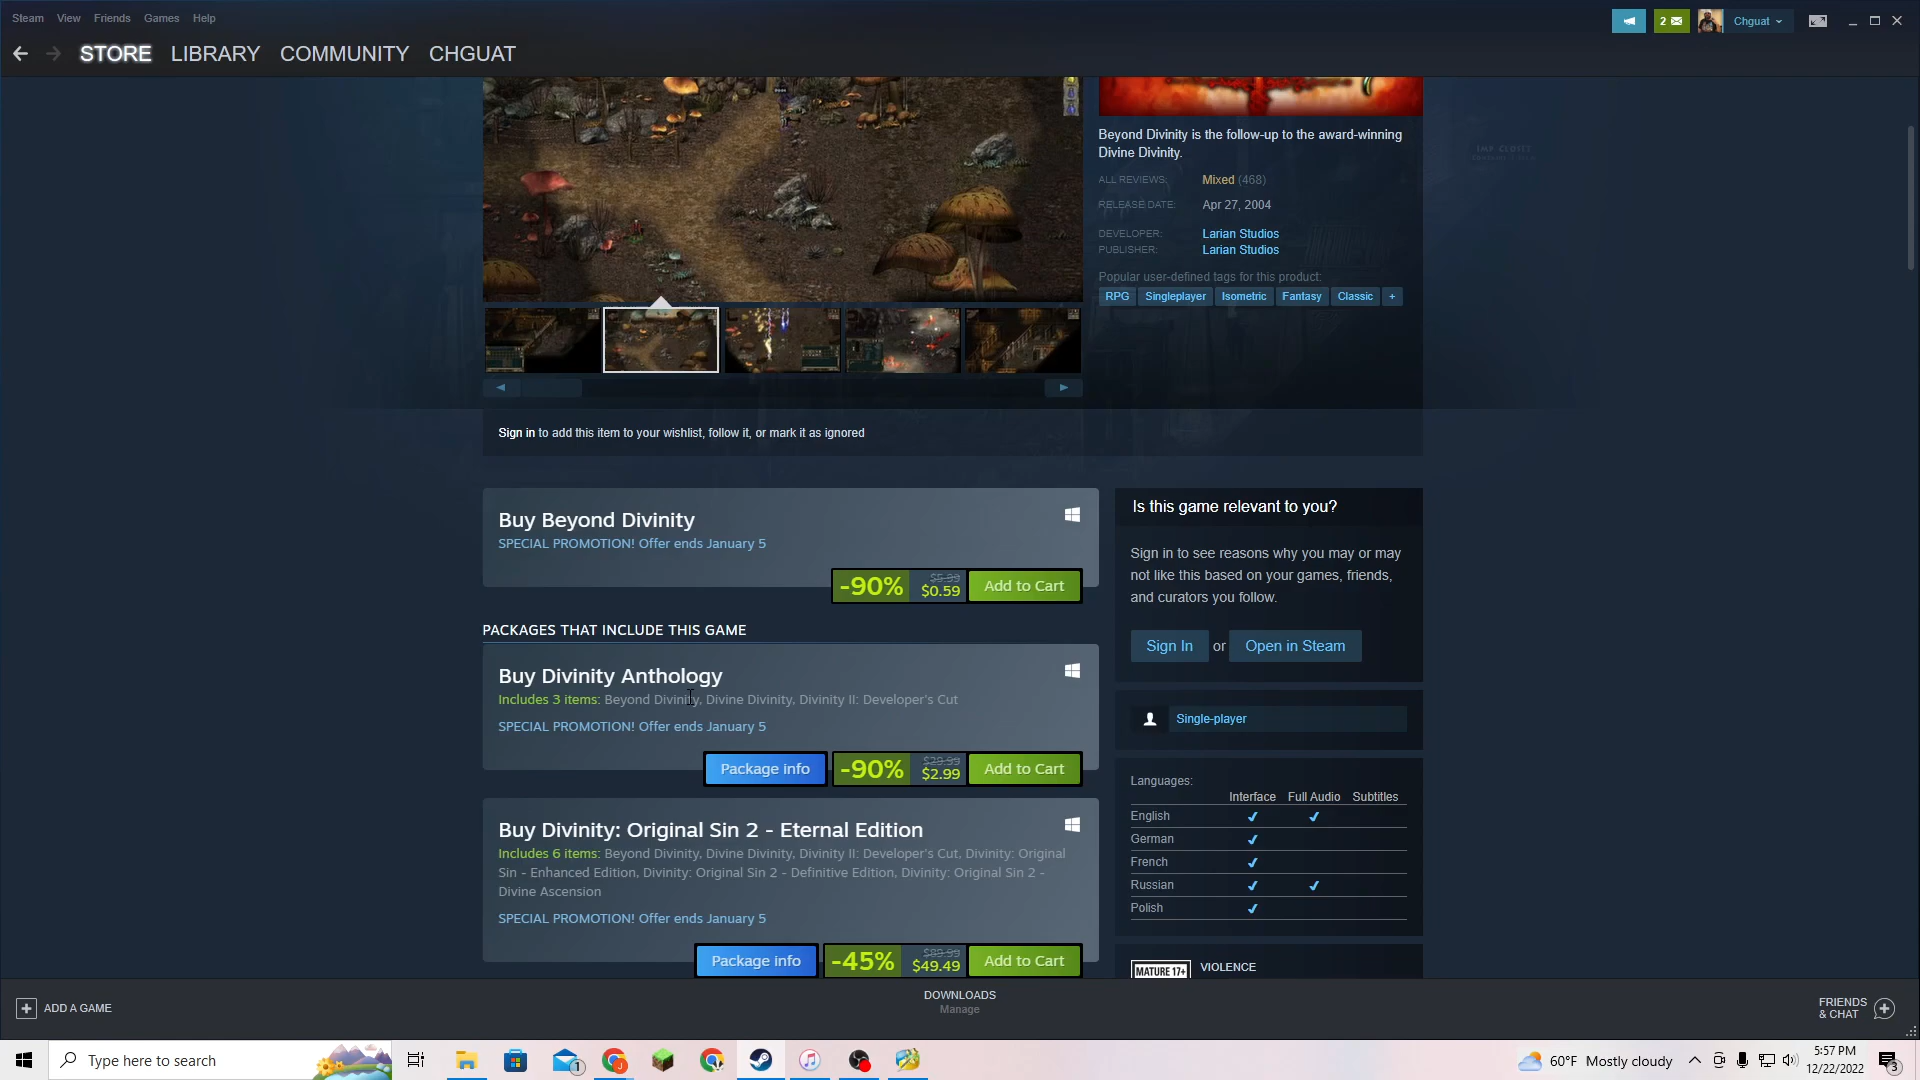 Steam View Friends Games Help
2
Chguat
STORE LIBRARY COMMUNITY CHGUAT
Beyond Divinity is the follow-up to the award-winning
Divine Divinity.
ALL REVIEWS: Mixed (468)
RELEASE DATE: Apr 27, 2004
DEVELOPER: Larian Studios
PUBLISHER: Larian Studios
Popular user-defined tags for this product:
RPG Singleplayer Isometric Fantasy Classic +
Sign in to add this item to your wishlist, follow it, or mark it as ignored
Buy Beyond Divinity
SPECIAL PROMOTION! Offer ends January 5
-90% $5.99 $0.59 Add to Cart
PACKAGES THAT INCLUDE THIS GAME
Buy Divinity Anthology
Includes 3 items: Beyond Divinity, Divine Divinity, Divinity II: Developer's Cut
SPECIAL PROMOTION! Offer ends January 5
Package info -90% $29.99 $2.99 Add to Cart
Buy Divinity: Original Sin 2 - Eternal Edition
Includes 6 items: Beyond Divinity, Divine Divinity, Divinity II: Developer's Cut, Divinity: Original
Sin - Enhanced Edition, Divinity: Original Sin 2 - Definitive Edition, Divinity: Original Sin 2 -
Divine Ascension
SPECIAL PROMOTION! Offer ends January 5
Package info -45% $89.99 $49.49 Add to Cart
Is this game relevant to you?
Sign in to see reasons why you may or may
not like this based on your games, friends,
and curators you follow.
Sign In or Open in Steam
Single-player
Languages:
Interface Full Audio Subtitles
English
German
French
Russian
Polish
MATURE 17+ VIOLENCE
ADD A GAME
DOWNLOADS
Manage
FRIENDS
& CHAT
Type here to search
1
60°F Mostly cloudy
5:57 PM
12/22/2022
3